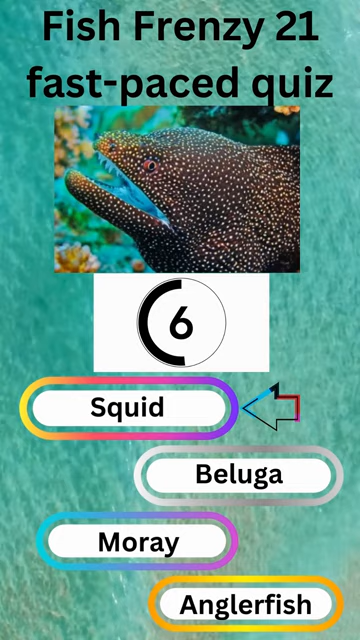 Fish Frenzy 21
fast-paced quiz
6
Squid
Beluga
Moray
Anglerfish